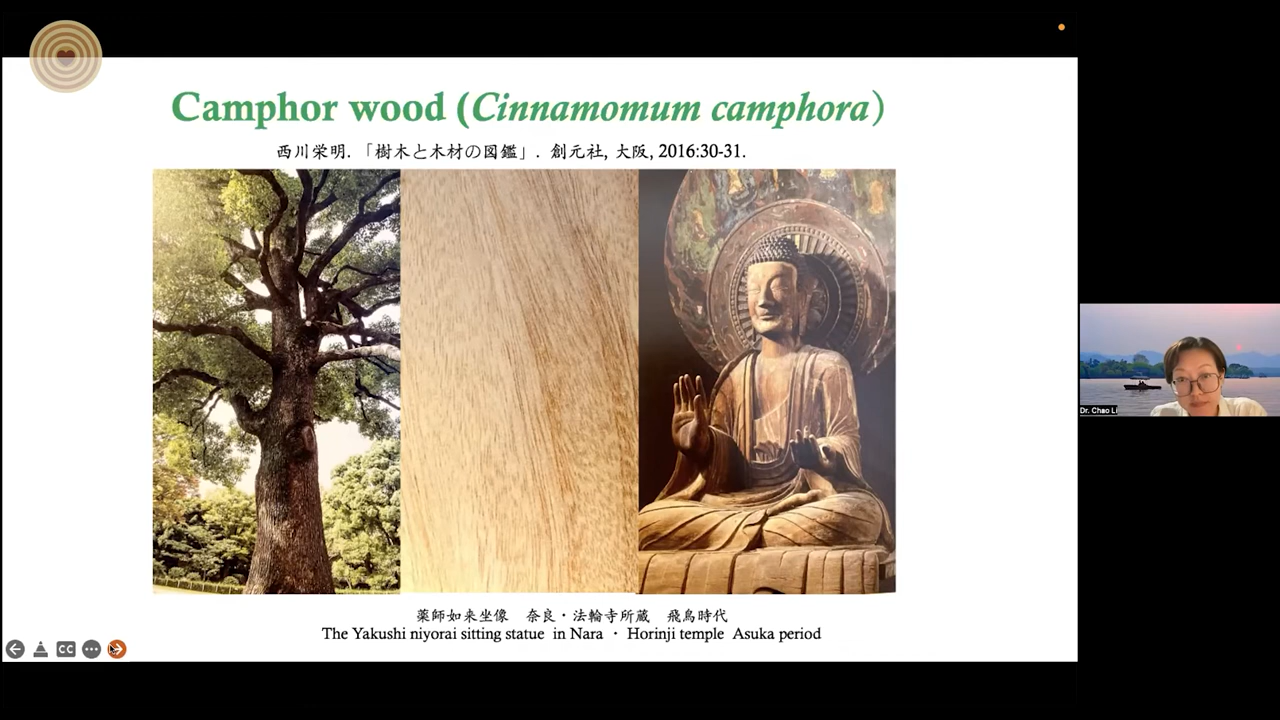 Camphor wood (Cinnamomum camphora)
西川栄明. 「樹木と木材の図鑑」. 創元社, 大阪, 2016:30-31.
薬師如来坐像 奈良・法輪寺所蔵 飛鳥時代
The Yakushi niyorai sitting statue in Nara ・ Horinji temple Asuka period
Dr. Chao Li
CC